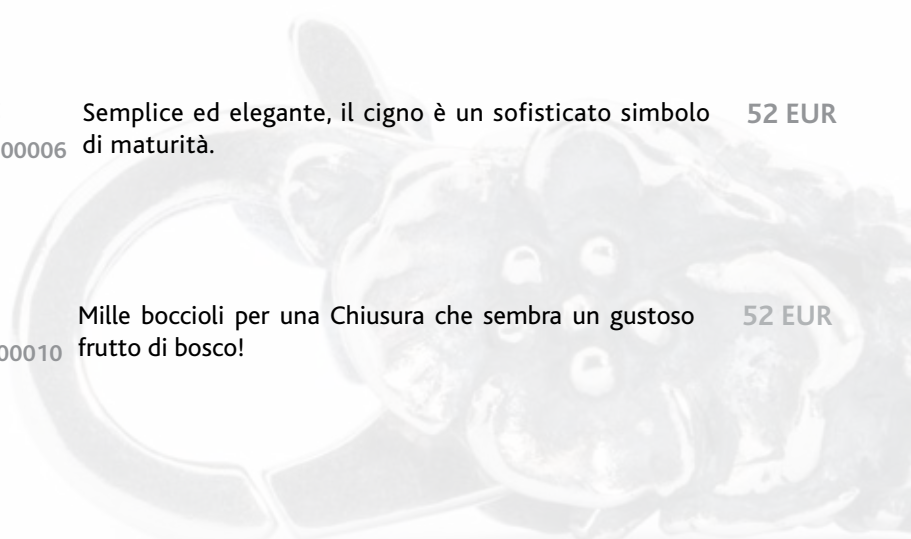 Semplice ed elegante, il cigno è un sofisticato simbolo 52 EUR
00006 di maturità.
Mille boccioli per una Chiusura che sembra un gustoso 52 EUR
00010 frutto di bosco!